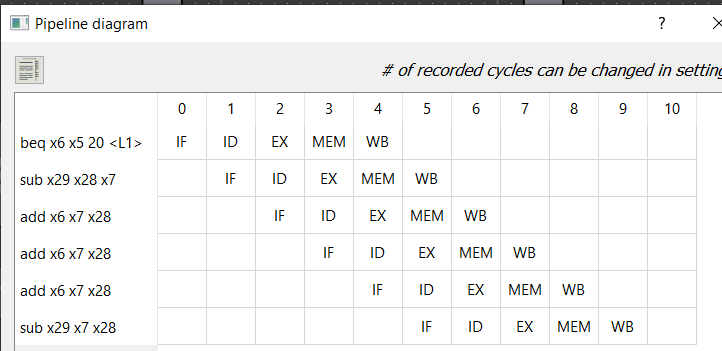 Pipeline diagram ?
# of recorded cycles can be changed in setting
0 1 2 3 4 5 6 7 8 9 10
beq x6 x5 20 <L1> IF ID EX MEM WB
sub x29 x28 x7 IF ID EX MEM WB
add x6 x7 x28 IF ID EX MEM WB
add x6 x7 x28 IF ID EX MEM WB
add x6 x7 x28 IF ID EX MEM WB
sub x29 x7 x28 IF ID EX MEM WB